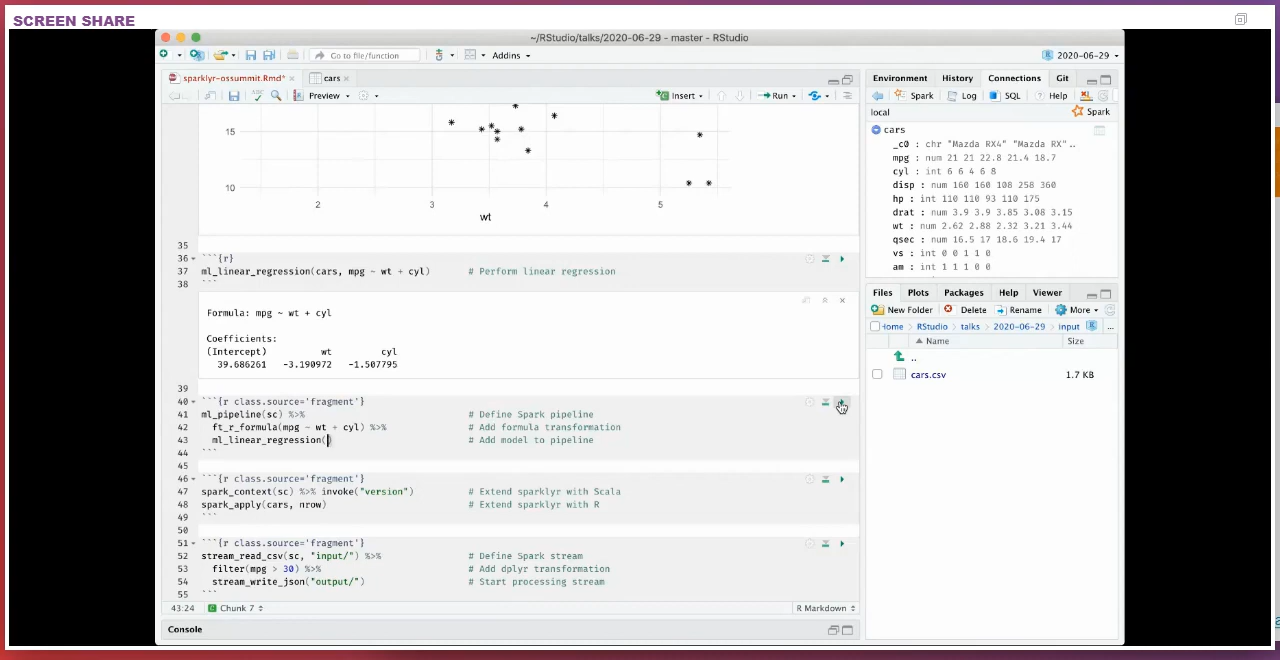 SCREEN SHARE
~/RStudio/talks/2020-06-29 - master - RStudio
Go to file/function
Addins
2020-06-29
sparklyr-ossummit.Rmd*
cars
Preview
Insert
Run
15
10
2 3 4 5
wt
35
36 ```{r}
37 ml_linear_regression(cars, mpg ~ wt + cyl) # Perform linear regression
38 ```
Formula: mpg ~ wt + cyl
Coefficients:
(Intercept) wt cyl
39.686261 -3.190972 -1.507795
39
40 ```{r class.source='fragment'}
41 ml_pipeline(sc) %>% # Define Spark pipeline
42 ft_r_formula(mpg ~ wt + cyl) %>% # Add formula transformation
43 ml_linear_regression() # Add model to pipeline
44 ```
45
46 ```{r class.source='fragment'}
47 spark_context(sc) %>% invoke("version") # Extend sparklyr with Scala
48 spark_apply(cars, nrow) # Extend sparklyr with R
49 ```
50
51 ```{r class.source='fragment'}
52 stream_read_csv(sc, "input/") %>% # Define Spark stream
53 filter(mpg > 30) %>% # Add dplyr transformation
54 stream_write_json("output/") # Start processing stream
55 ```
43:24 Chunk 7 R Markdown
Console
Environment History Connections Git
Spark Log SQL Help
local Spark
cars
_c0 : chr "Mazda RX4" "Mazda RX"..
mpg : num 21 21 22.8 21.4 18.7
cyl : int 6 6 4 6 8
disp : num 160 160 108 258 360
hp : int 110 110 93 110 175
drat : num 3.9 3.9 3.85 3.08 3.15
wt : num 2.62 2.88 2.32 3.21 3.44
qsec : num 16.5 17 18.6 19.4 17
vs : int 0 0 1 1 0
am : int 1 1 1 0 0
Files Plots Packages Help Viewer
New Folder Delete Rename More
Home > RStudio > talks > 2020-06-29 > input ...
Name Size
..
cars.csv 1.7 KB